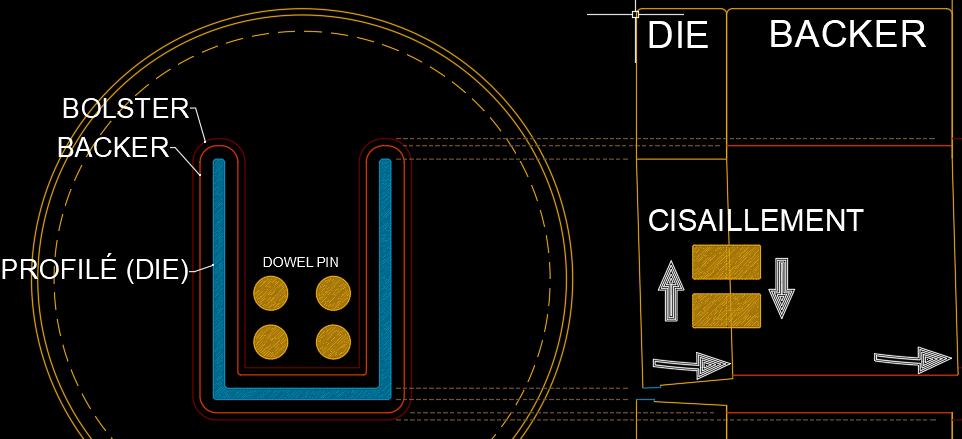 DIE
BACKER
BOLSTER
BACKER
CISAILLEMENT
PROFILÉ (DIE)
DOWEL PIN